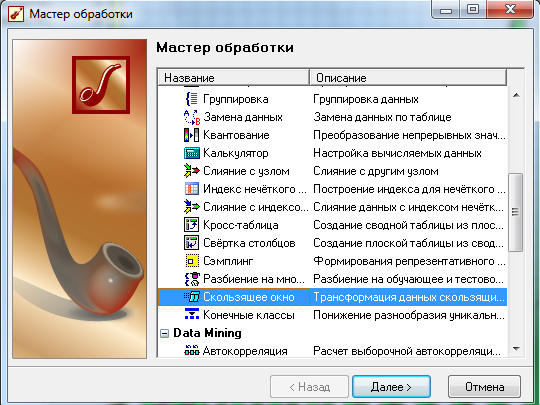 Мастер обработки
Мастер обработки
Название Описание
Группировка Группировка данных
Замена данных Замена данных по таблице
Квантование Преобразование непрерывных знач...
Калькулятор Настройка вычисляемых данных
Слияние с узлом Слияние с другим узлом
Индекс нечёткого ... Построение индекса для нечёткого ...
Слияние с индексо... Слияние данных с индексом нечётк...
Кросс-таблица Создание сводной таблицы из плос...
Свёртка столбцов Создание плоской таблицы из свод...
Сэмплинг Формирования репрезентативного ...
Разбиение на мно... Разбиение на обучающее и тестово...
Скользящее окно Трансформация данных скользящи...
Конечные классы Понижение разнообразия уникальн...
Data Mining
Автокорреляция Расчет выборочной автокорреляци...
< Назад Далее > Отмена